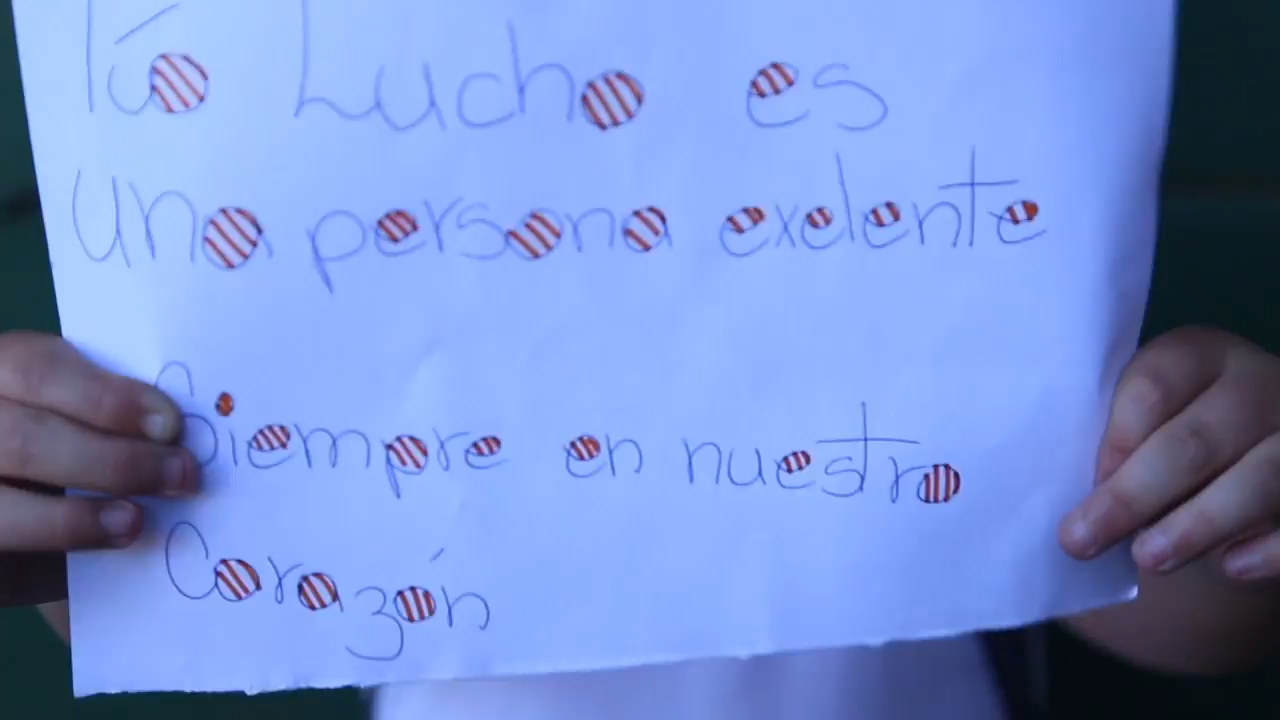 Tío Lucho es
una persona exelente
Siempre en nuestro
Corazón